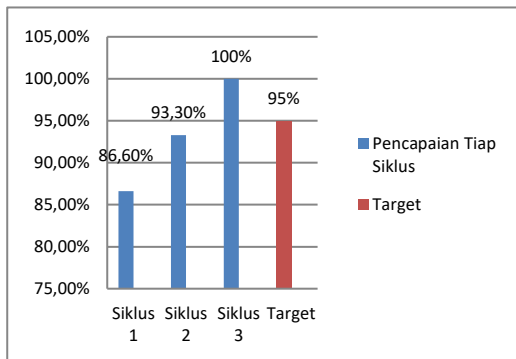 105,00%
100,00%
95,00%
90,00%
85,00%
80,00%
75,00%
86,60%
93,30%
100%
95%
Siklus
1
Siklus
2
Siklus
3
Target
Pencapaian Tiap
Siklus
Target